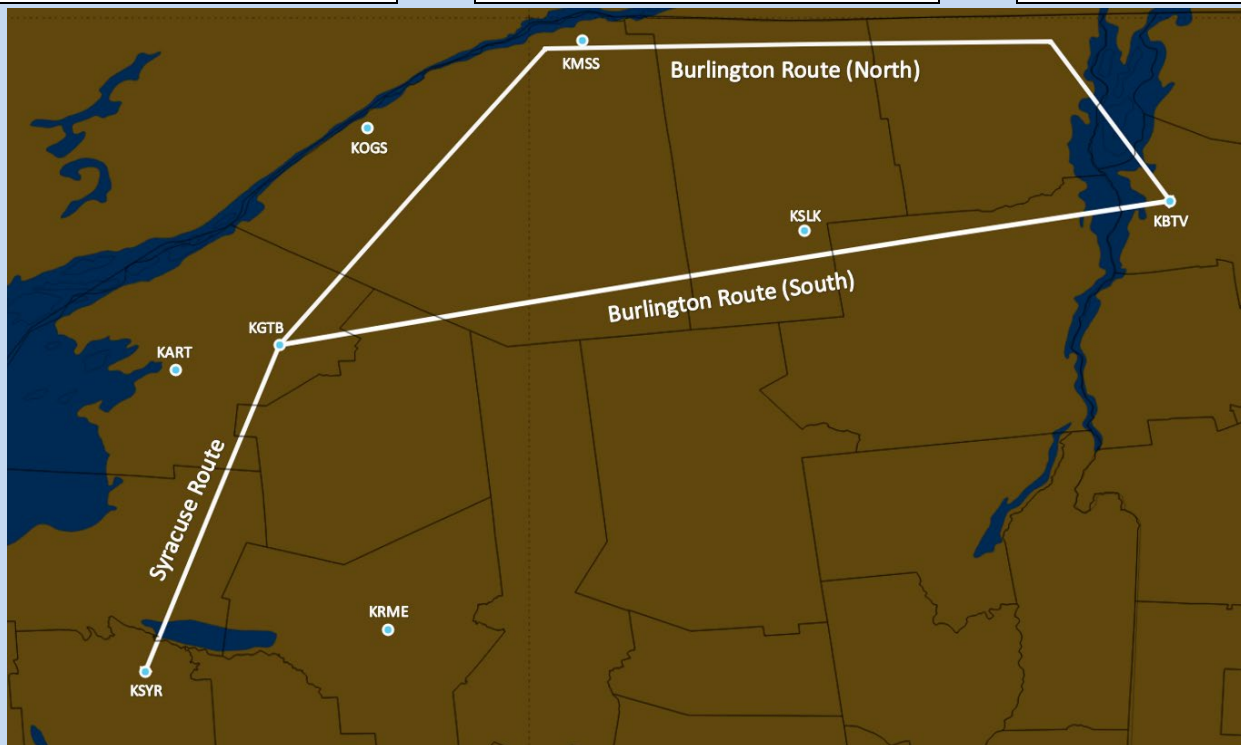 KMSS
Burlington Route (North)
KOGS
KSLK
KBTV
Burlington Route (South)
KGTB
KART
Syracuse Route
KRME
KSYR